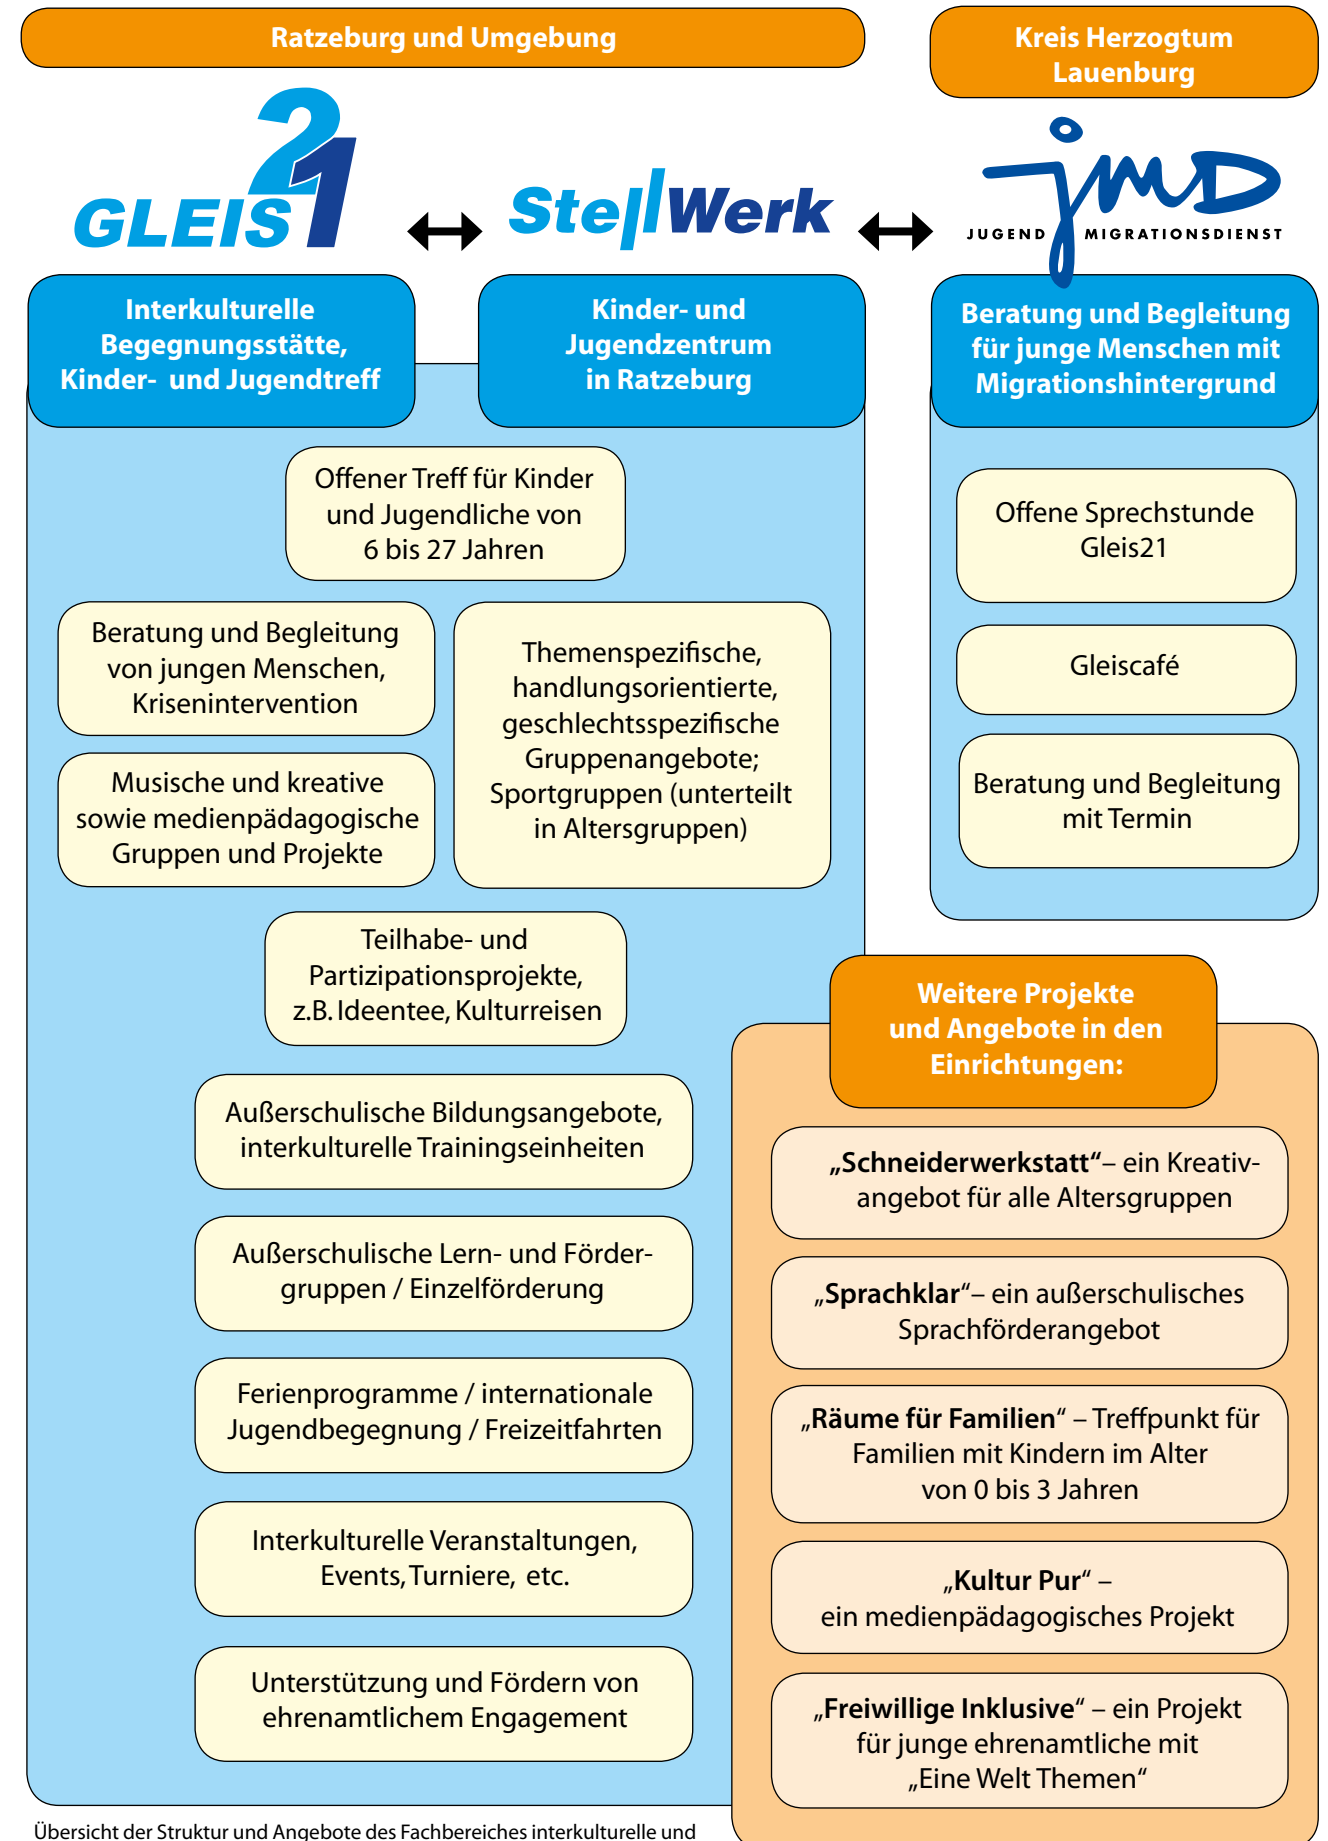 Ratzeburg und Umgebung
Kreis Herzogtum
Lauenburg
GLEIS 21
StellWerk
jmD
JUGEND MIGRATIONSDIENST
Interkulturelle
Begegnungsstätte,
Kinder- und Jugendtreff
Kinder- und
Jugendzentrum
in Ratzeburg
Beratung und Begleitung
für junge Menschen mit
Migrationshintergrund
Offener Treff für Kinder
und Jugendliche von
6 bis 27 Jahren
Beratung und Begleitung
von jungen Menschen,
Krisenintervention
Themenspezifische,
handlungsorientierte,
geschlechtsspezifische
Gruppenangebote;
Sportgruppen (unterteilt
in Altersgruppen)
Musische und kreative
sowie medienpädagogische
Gruppen und Projekte
Teilhabe- und
Partizipationsprojekte,
z.B. Ideentee, Kulturreisen
Außerschulische Bildungsangebote,
interkulturelle Trainingseinheiten
Außerschulische Lern- und Förder-
gruppen / Einzelförderung
Ferienprogramme / internationale
Jugendbegegnung / Freizeitfahrten
Interkulturelle Veranstaltungen,
Events, Turniere, etc.
Unterstützung und Fördern von
ehrenamtlichem Engagement
Offene Sprechstunde
Gleis21
Gleiscafé
Beratung und Begleitung
mit Termin
Weitere Projekte
und Angebote in den
Einrichtungen:
„Schneiderwerkstatt“– ein Kreativ-
angebot für alle Altersgruppen
„Sprachklar“– ein außerschulisches
Sprachförderangebot
„Räume für Familien“ – Treffpunkt für
Familien mit Kindern im Alter
von 0 bis 3 Jahren
„Kultur Pur“ –
ein medienpädagogisches Projekt
„Freiwillige Inklusive“ – ein Projekt
für junge ehrenamtliche mit
„Eine Welt Themen“
Übersicht der Struktur und Angebote des Fachbereiches interkulturelle und